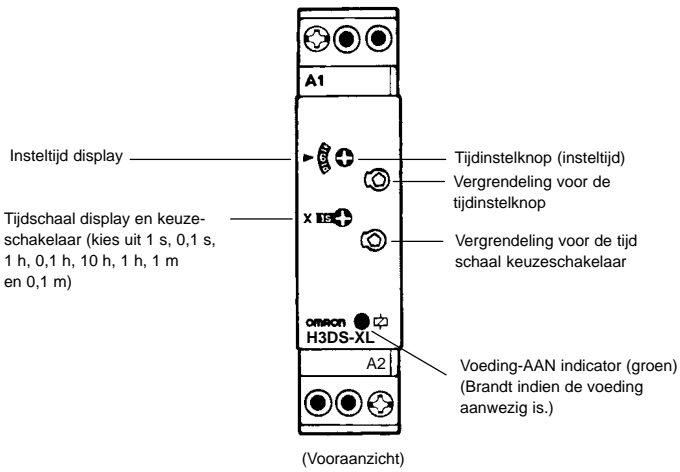 A1
Insteltijd display
Tijdinstelknop (insteltijd)
Vergrendeling voor de
tijdinstelknop
Tijdschaal display en keuze-
schakelaar (kies uit 1 s, 0,1 s,
1 h, 0,1 h, 10 h, 1 h, 1 m
en 0,1 m)
X 1S
Vergrendeling voor de tijd
schaal keuzeschakelaar
OMRON
H3DS-XL
A2
Voeding-AAN indicator (groen)
(Brandt indien de voeding
aanwezig is.)
(Vooraanzicht)